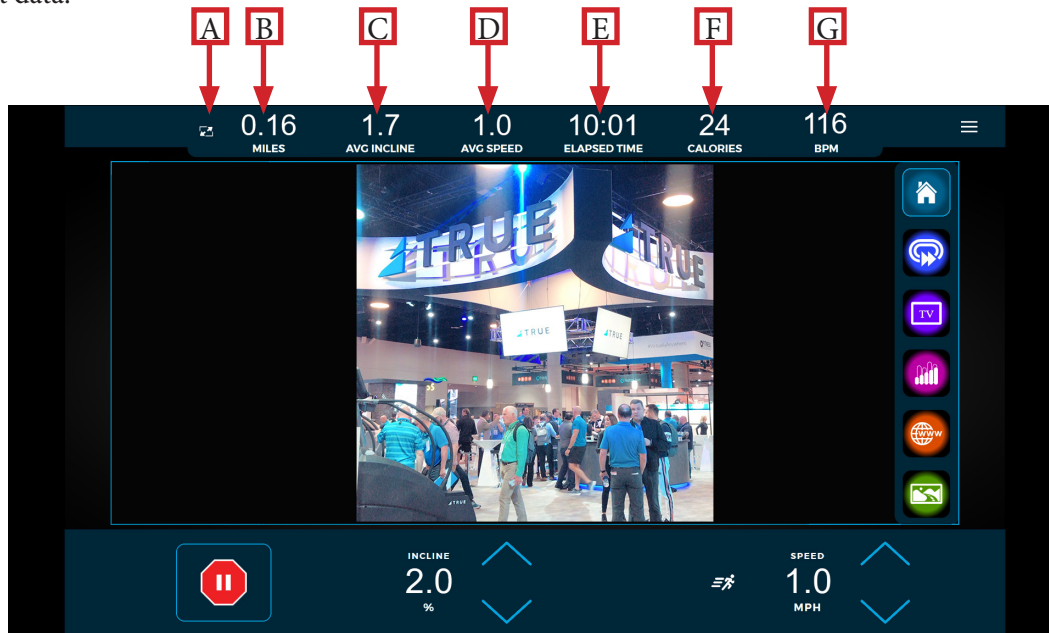 t data.
A B C D E F G
0.16 1.7 1.0 10:01 24 116
MILES AVG INCLINE AVG SPEED ELAPSED TIME CALORIES BPM
TRUE TRUE
TRUE TRUE
TV
WWW
TRUE
INCLINE SPEED
2.0 1.0
% MPH